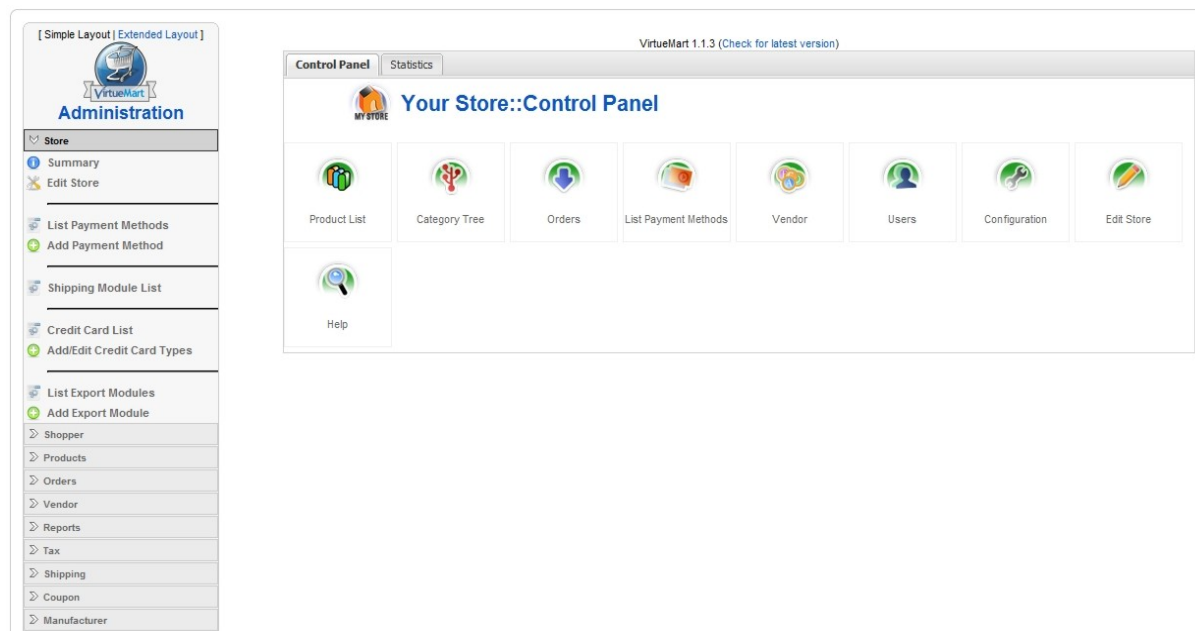 [ Simple Layout | Extended Layout ]
VirtueMart
Administration
Store
Summary
Edit Store
List Payment Methods
Add Payment Method
Shipping Module List
Credit Card List
Add/Edit Credit Card Types
List Export Modules
Add Export Module
Shopper
Products
Orders
Vendor
Reports
Tax
Shipping
Coupon
Manufacturer
VirtueMart 1.1.3 (Check for latest version)
Control Panel Statistics
MY STORE
Your Store::Control Panel
Product List Category Tree Orders List Payment Methods Vendor Users Configuration Edit Store
Help